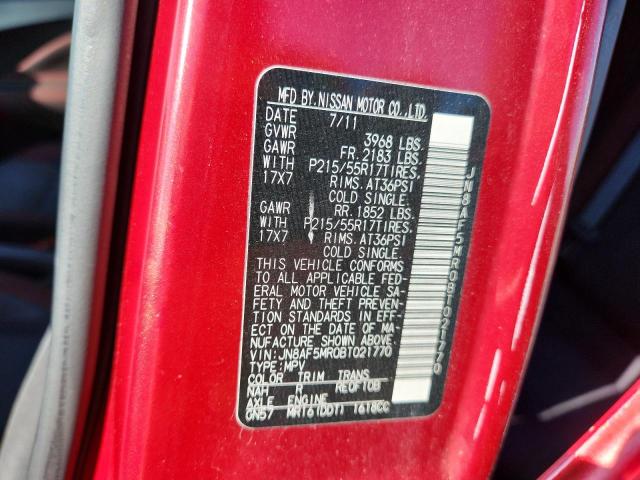 MFD BY.NISSAN MOTOR CO.,LTD.
DATE 7/11
GVWR 3968 LBS.
GAWR FR.2183 LBS.
WITH P215/55R17TIRES.
17X7 RIMS.AT36PSI
COLD SINGLE.
GAWR RR.1852 LBS.
WITH P215/55R17TIRES.
17X7 RIMS.AT36PSI
COLD SINGLE.
THIS VEHICLE CONFORMS
TO ALL APPLICABLE FED-
ERAL MOTOR VEHICLE SA-
FETY AND THEFT PREVEN-
TION STANDARDS IN EFF-
ECT ON THE DATE OF MA-
NUFACTURE SHOWN ABOVE.
VIN:JN8AF5MR0BT021770
TYPE:MPV
COLOR TRIM TRANS
NAH R RE0F10B
AXLE ENGINE
GN57 MR16(DDT) 1618CC
JN8AF5MR0BT021770